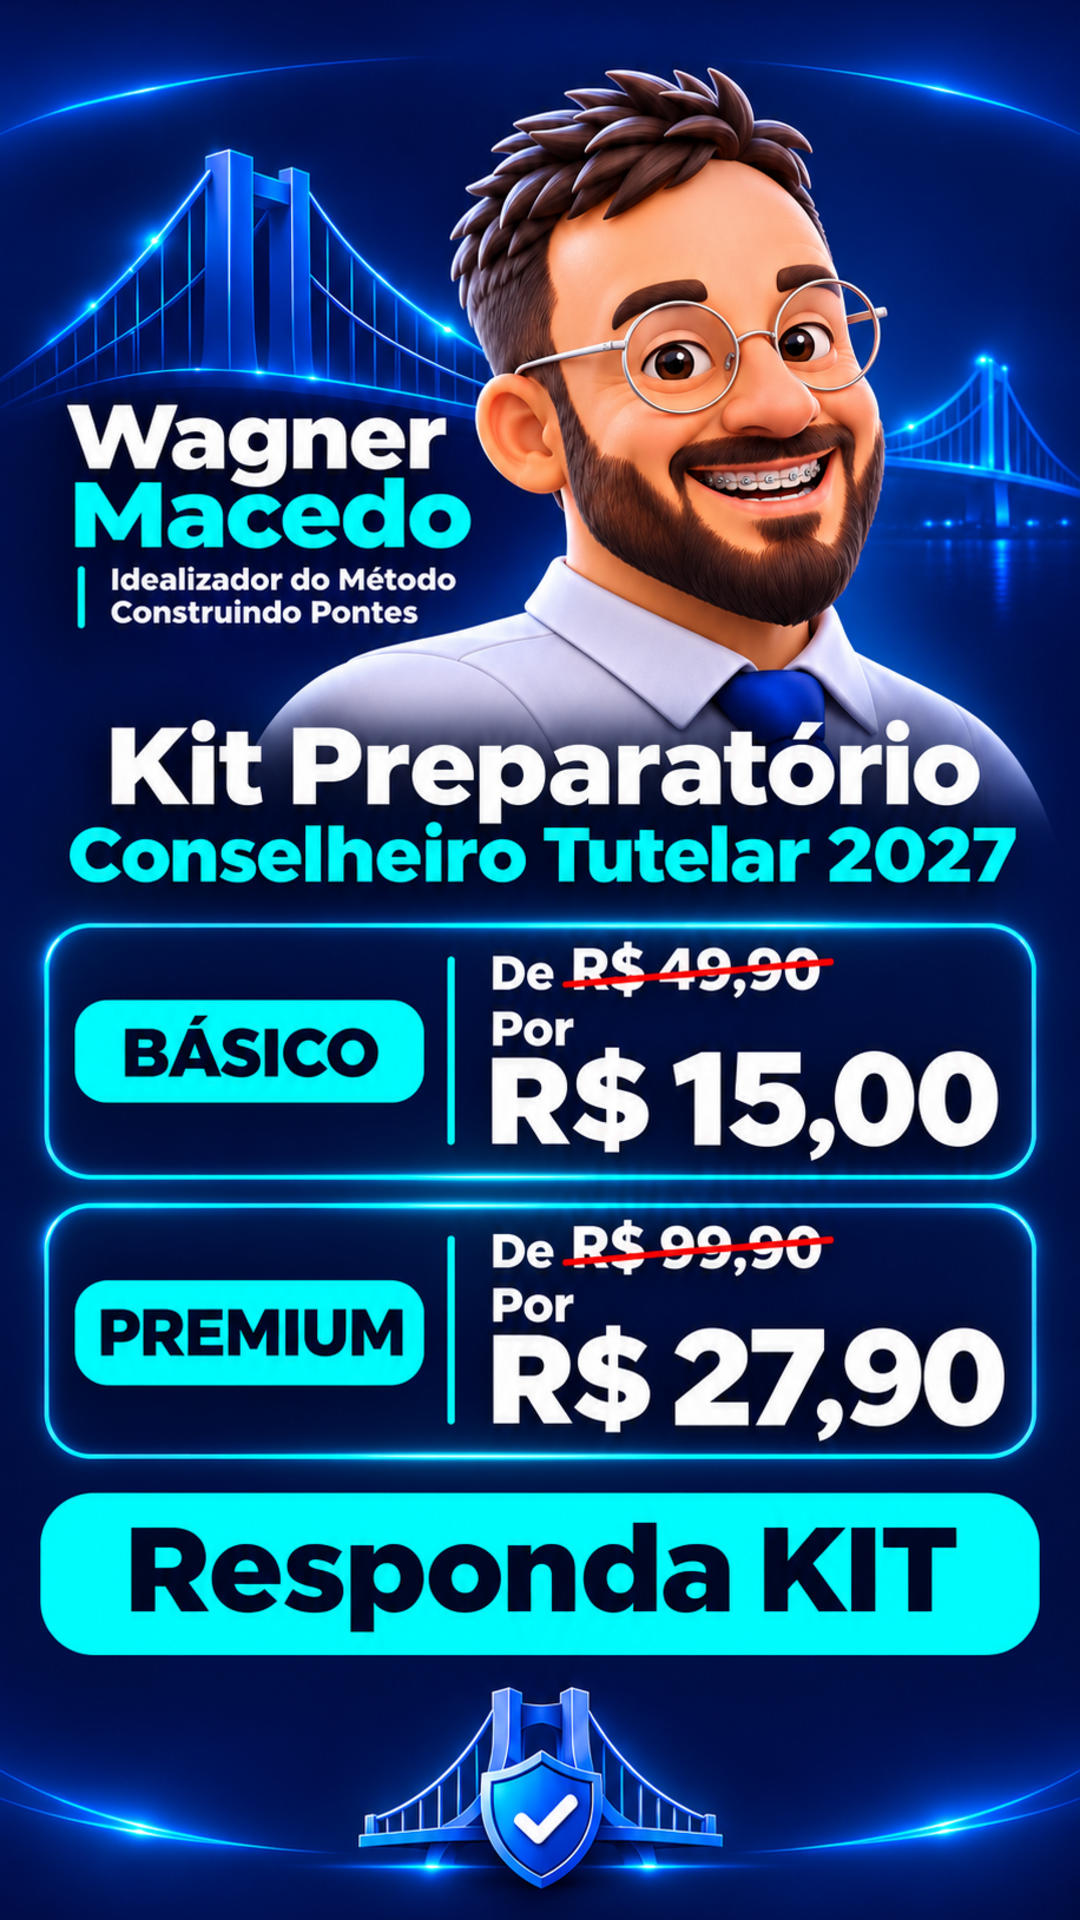 Wagner
Macedo
Idealizador do Método
Construindo Pontes
Kit Preparatório
Conselheiro Tutelar 2027
BÁSICO
De R$ 49,90
Por
R$ 15,00
PREMIUM
De R$ 99,90
Por
R$ 27,90
Responda KIT